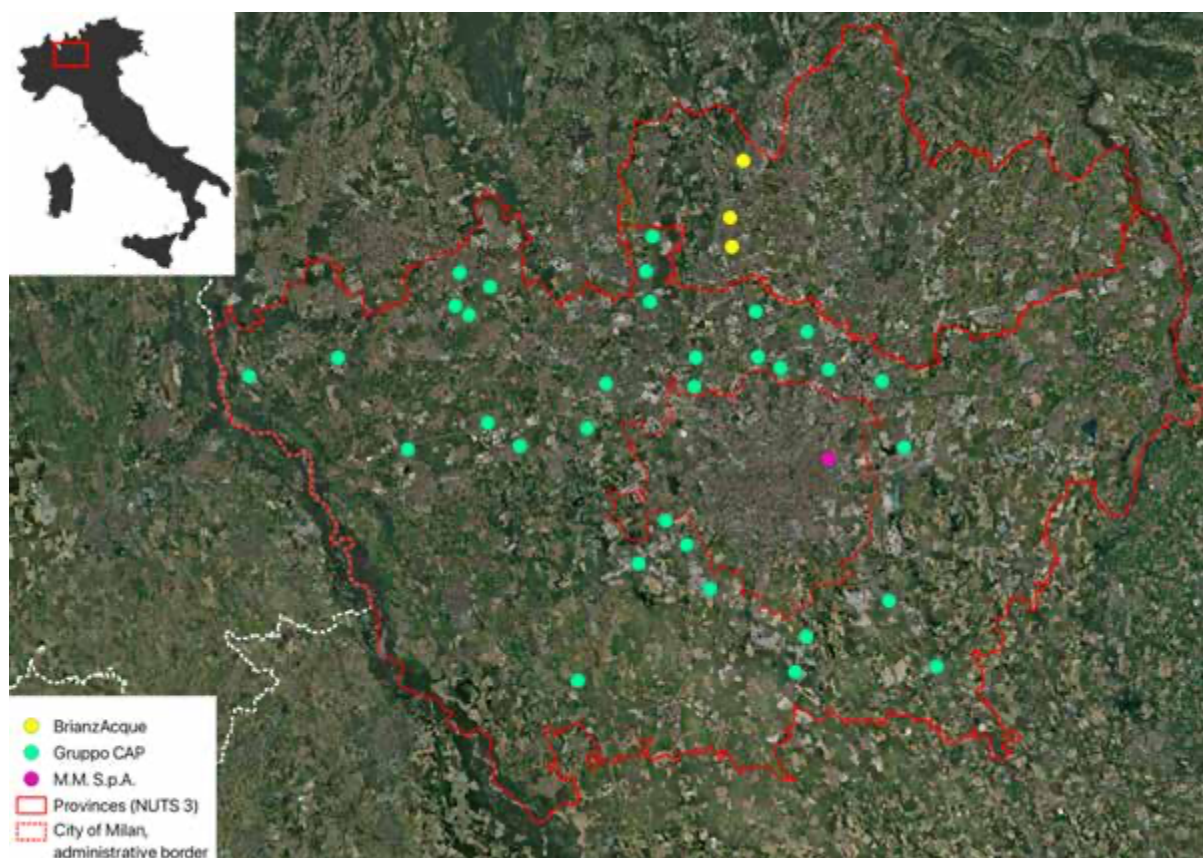 BrianzAcque
Gruppo CAP
M.M. S.p.A.
Provinces (NUTS 3)
City of Milan,
administrative border